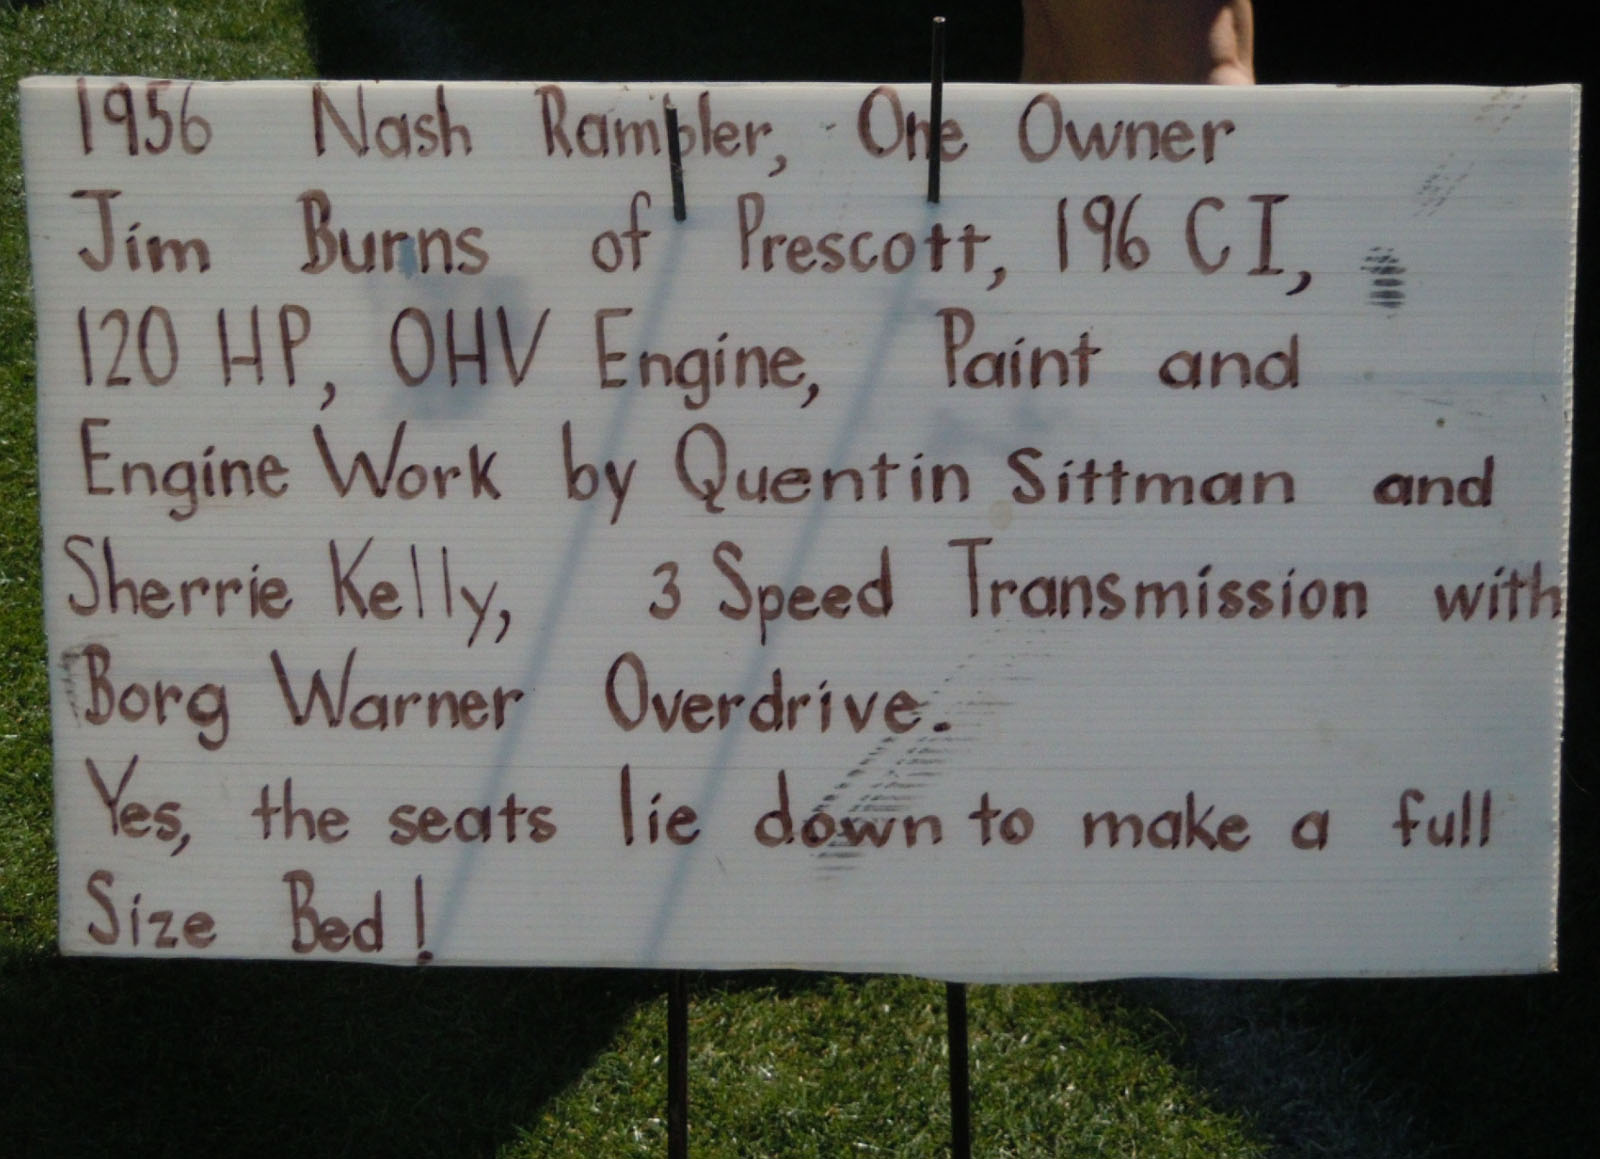 1956 Nash Rambler, One Owner
Jim Burns of Prescott, 196 CI,
120 HP, OHV Engine, Paint and
Engine Work by Quentin Sittman and
Sherrie Kelly, 3 Speed Transmission with
Borg Warner Overdrive.
Yes, the seats lie down to make a full
Size Bed!